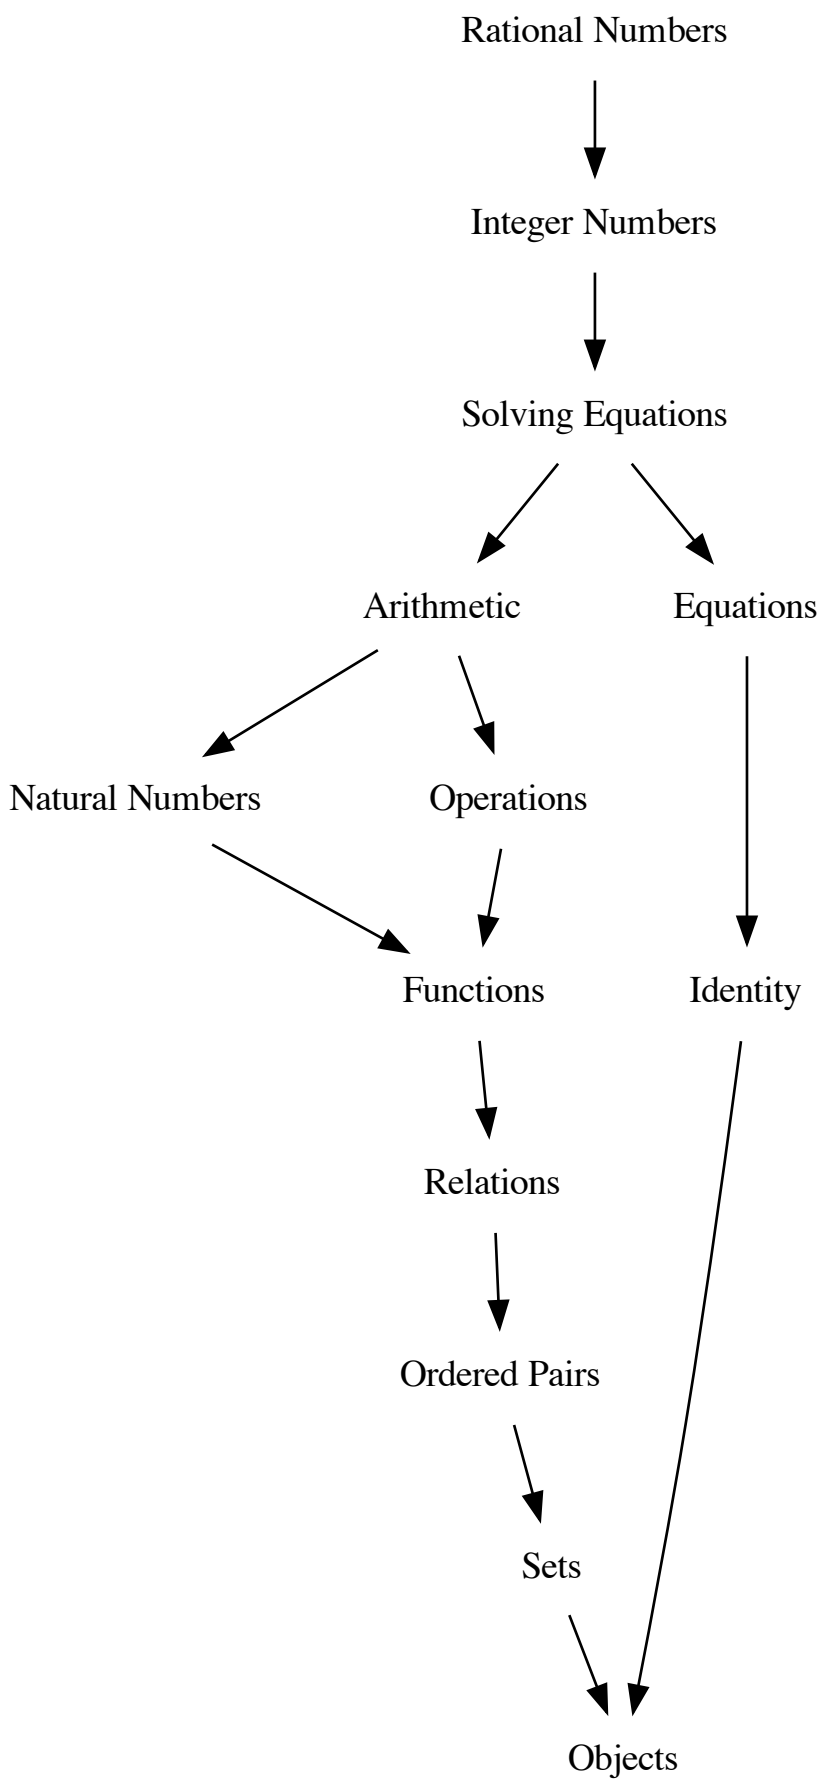 Rational Numbers
Integer Numbers
Solving Equations
Arithmetic
Equations
Natural Numbers
Operations
Functions
Identity
Relations
Ordered Pairs
Sets
Objects